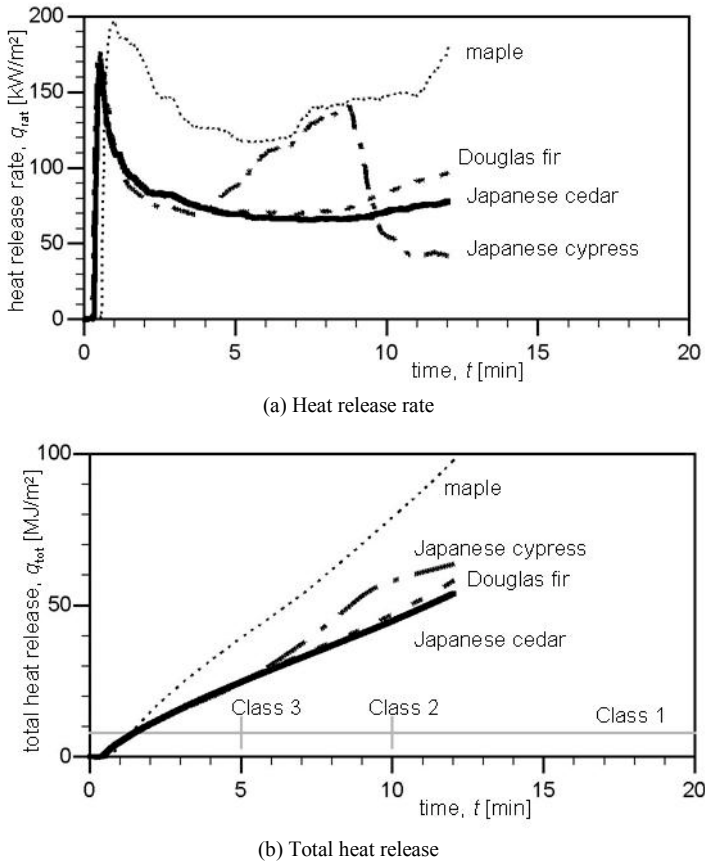 200
150
100
50
0
heat release rate, q_rat [kW/m²]
maple
Douglas fir
Japanese cedar
Japanese cypress
0 5 10 15 20
time, t [min]
(a) Heat release rate
100
50
0
total heat release, q_tot [MJ/m²]
maple
Japanese cypress
Douglas fir
Japanese cedar
Class 3 Class 2 Class 1
0 5 10 15 20
time, t [min]
(b) Total heat release